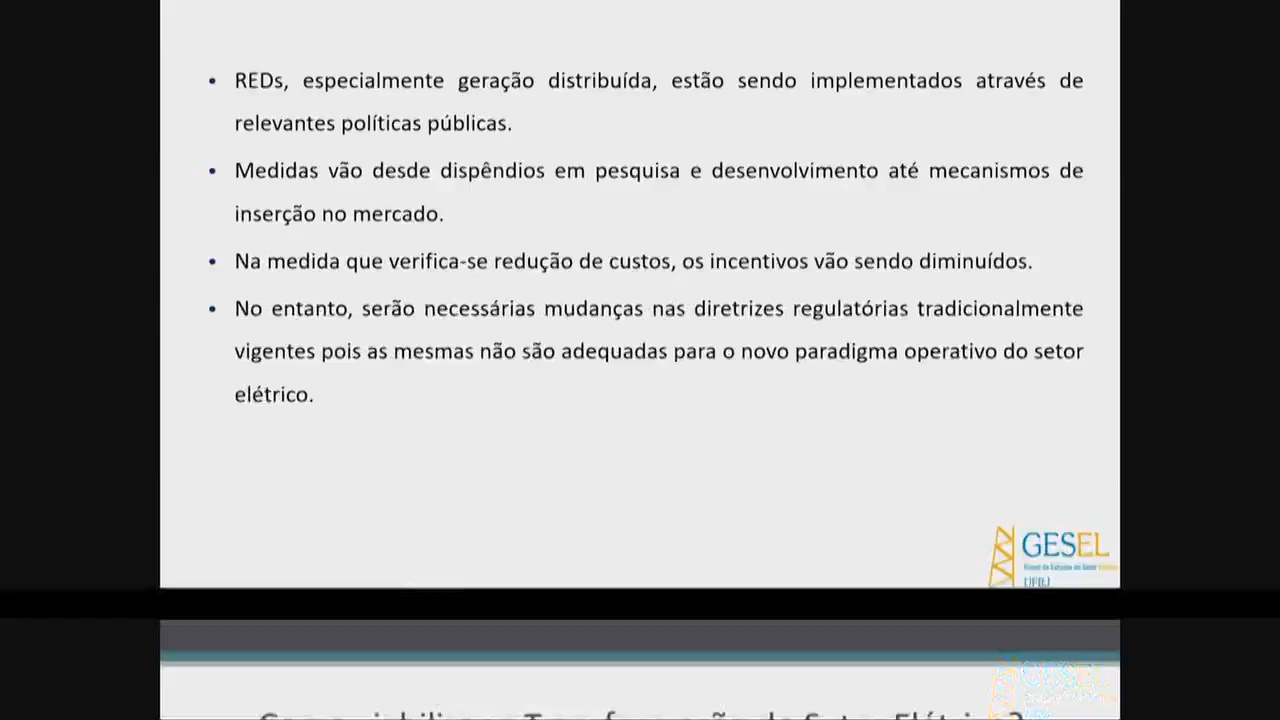 • REDs, especialmente geração distribuída, estão sendo implementados através de
relevantes políticas públicas.
• Medidas vão desde dispêndios em pesquisa e desenvolvimento até mecanismos de
inserção no mercado.
• Na medida que verifica-se redução de custos, os incentivos vão sendo diminuídos.
• No entanto, serão necessárias mudanças nas diretrizes regulatórias tradicionalmente
vigentes pois as mesmas não são adequadas para o novo paradigma operativo do setor
elétrico.
GESEL
UFRJ
GESEL